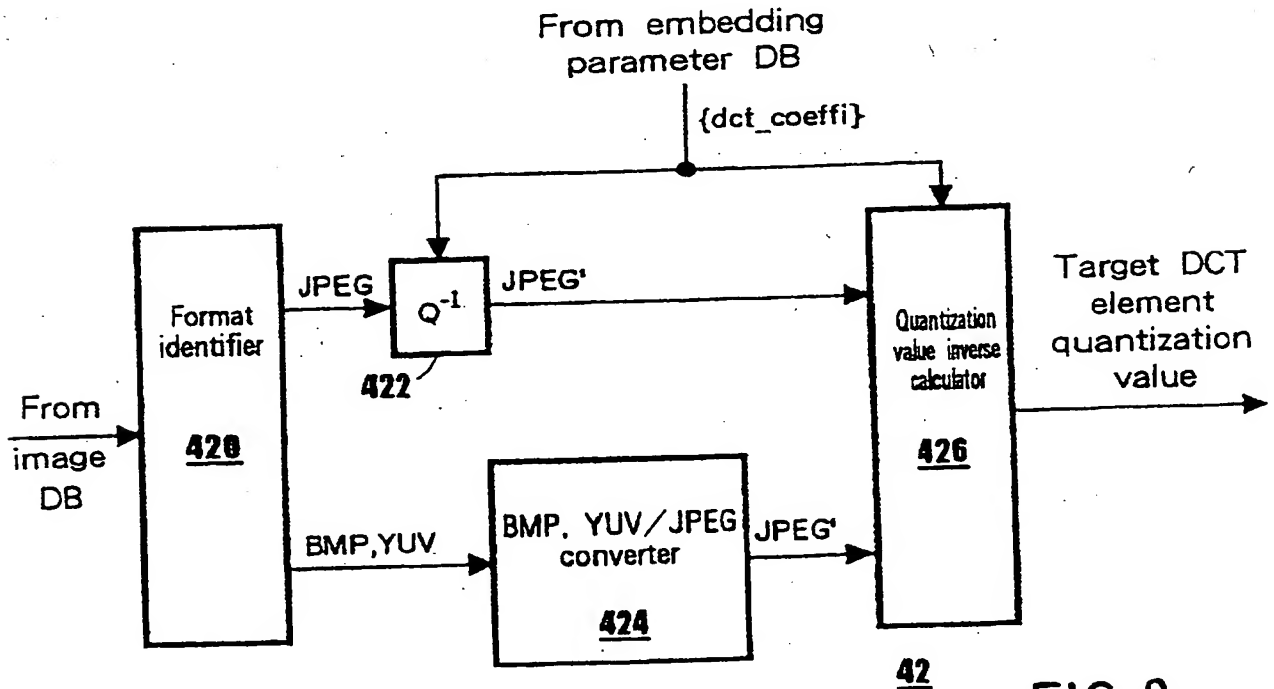 From embedding
parameter DB
{dct_coeffi}
JPEG
Q⁻¹
JPEG'
422
Format
identifier
420
From
image
DB
BMP,YUV
BMP, YUV/JPEG
converter
424
JPEG'
Quantization
value inverse
calculator
426
Target DCT
element
quantization
value
42